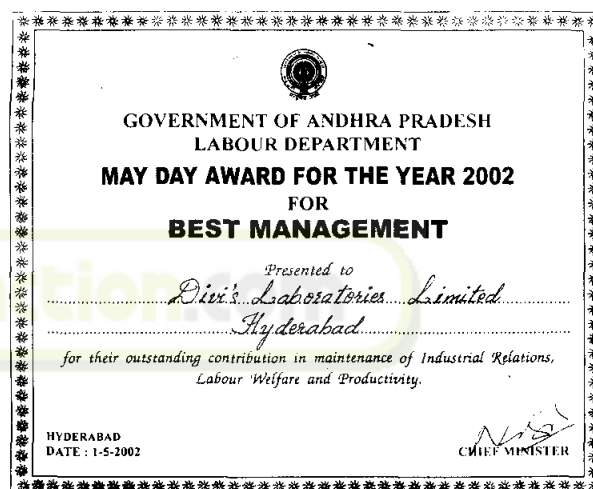 GOVERNMENT OF ANDHRA PRADESH
LABOUR DEPARTMENT
MAY DAY AWARD FOR THE YEAR 2002
FOR
BEST MANAGEMENT
Presented to
Divi's Laboratories Limited
Hyderabad
for their outstanding contribution in maintenance of Industrial Relations,
Labour Welfare and Productivity.
HYDERABAD
DATE : 1-5-2002
CHIEF MINISTER